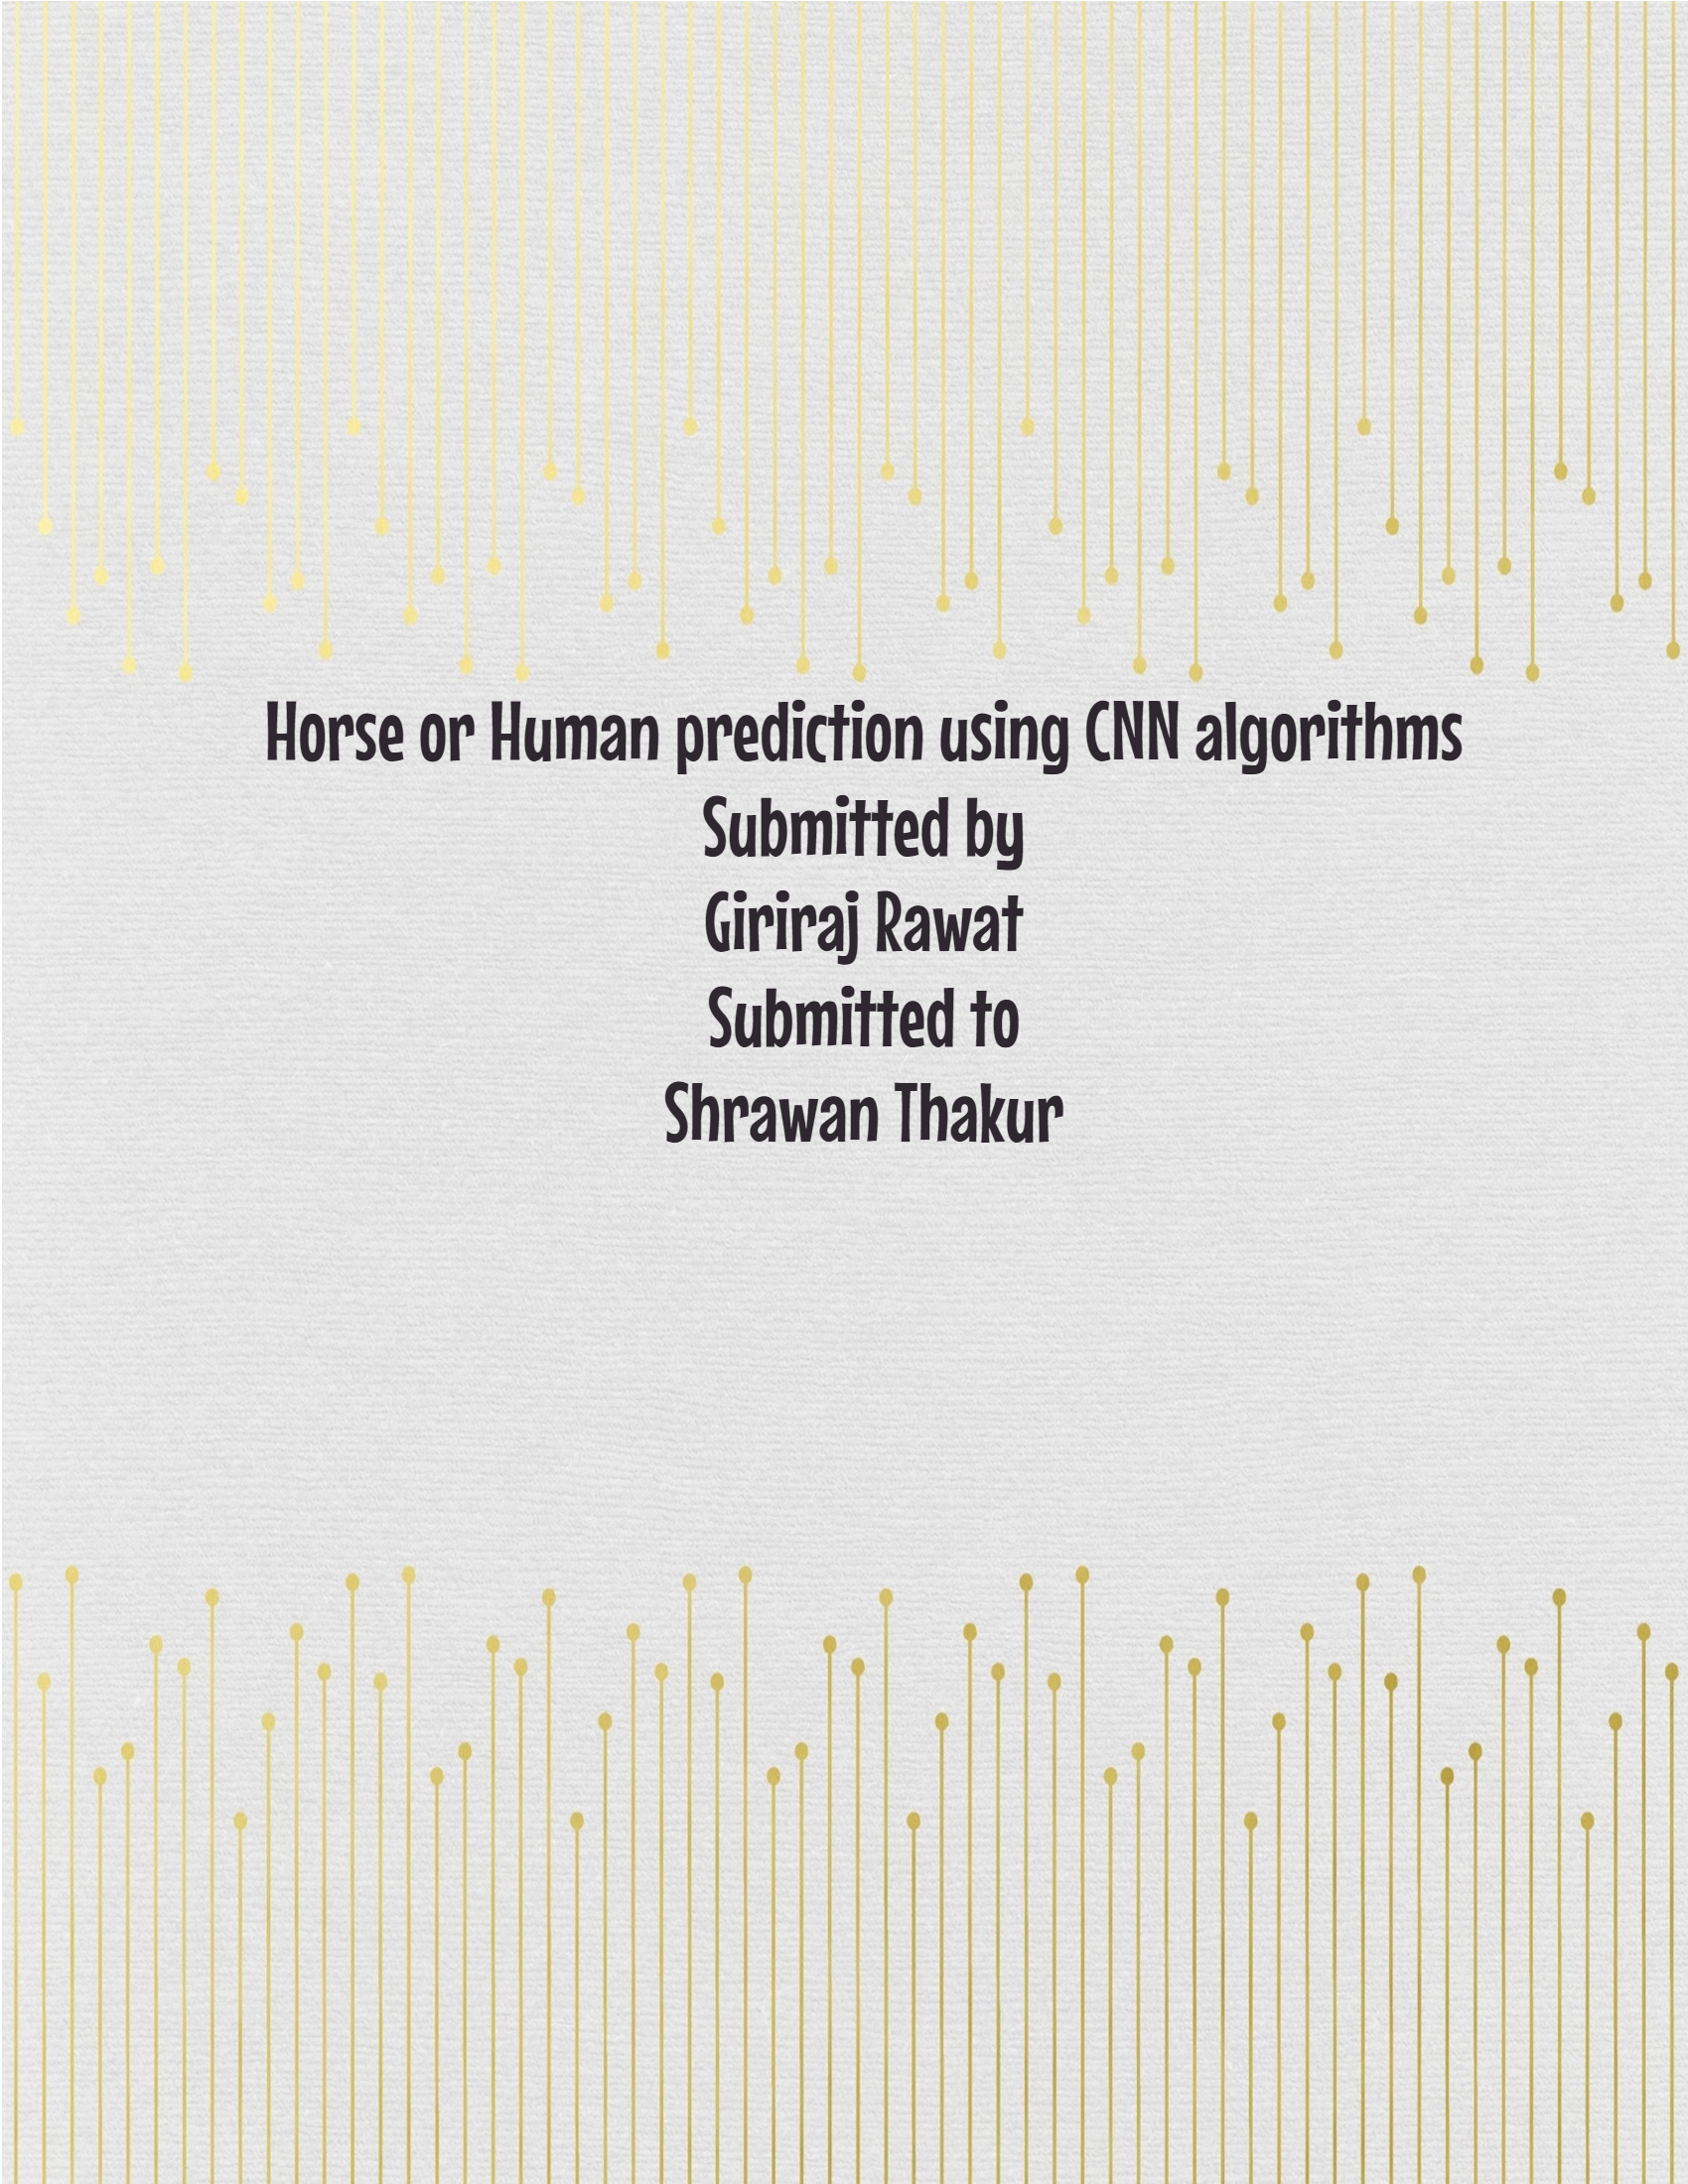 Horse or Human prediction using CNN algorithms
Submitted by
Giriraj Rawat
Submitted to
Shrawan Thakur